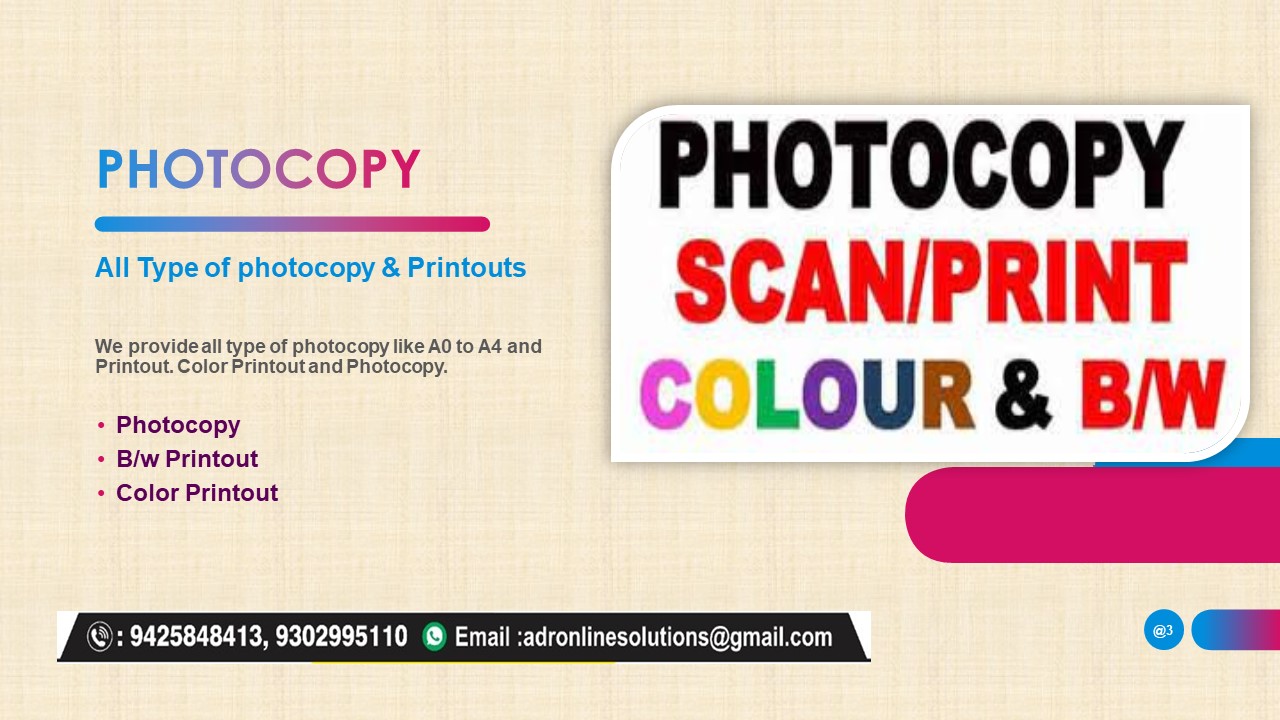 PHOTOCOPY
All Type of photocopy & Printouts
We provide all type of photocopy like A0 to A4 and
Printout. Color Printout and Photocopy.
• Photocopy
• B/w Printout
• Color Printout
PHOTOCOPY
SCAN/PRINT
COLOUR & B/W
: 9425848413, 9302995110 Email :adronlinesolutions@gmail.com
@3